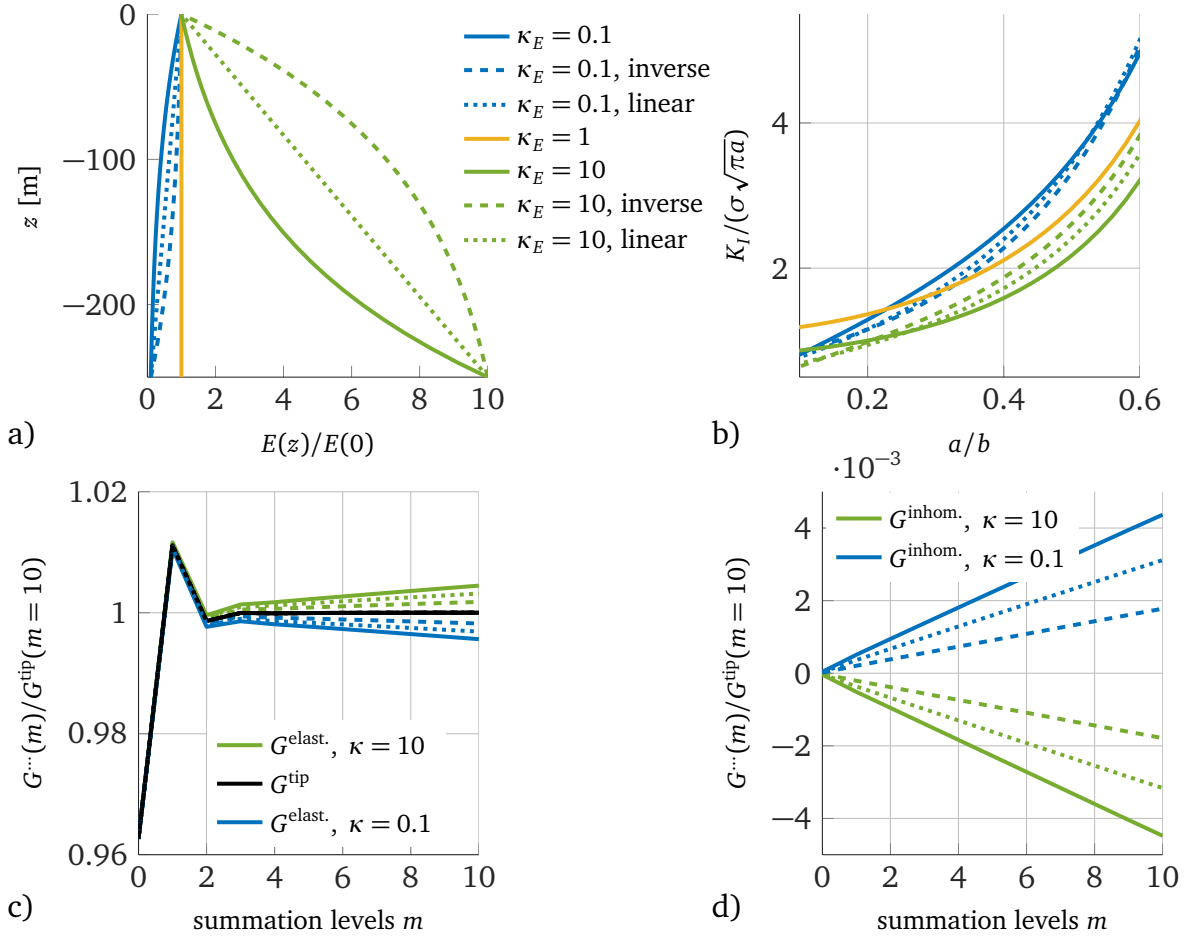 0
−100
−200
z [m]
0
2
4
6
8
10
E(z)/E(0)
a)
κ_E = 0.1
κ_E = 0.1, inverse
κ_E = 0.1, linear
κ_E = 1
κ_E = 10
κ_E = 10, inverse
κ_E = 10, linear
4
2
K_I/(σ√πa)
0.2
0.4
0.6
a/b
b)
1.02
1
0.98
0.96
G^…(m)/G^tip(m = 10)
G^elast., κ = 10
G^tip
G^elast., κ = 0.1
0
2
4
6
8
10
summation levels m
c)
·10^−3
4
2
0
−2
−4
G^…(m)/G^tip(m = 10)
G^inhom., κ = 10
G^inhom., κ = 0.1
0
2
4
6
8
10
summation levels m
d)